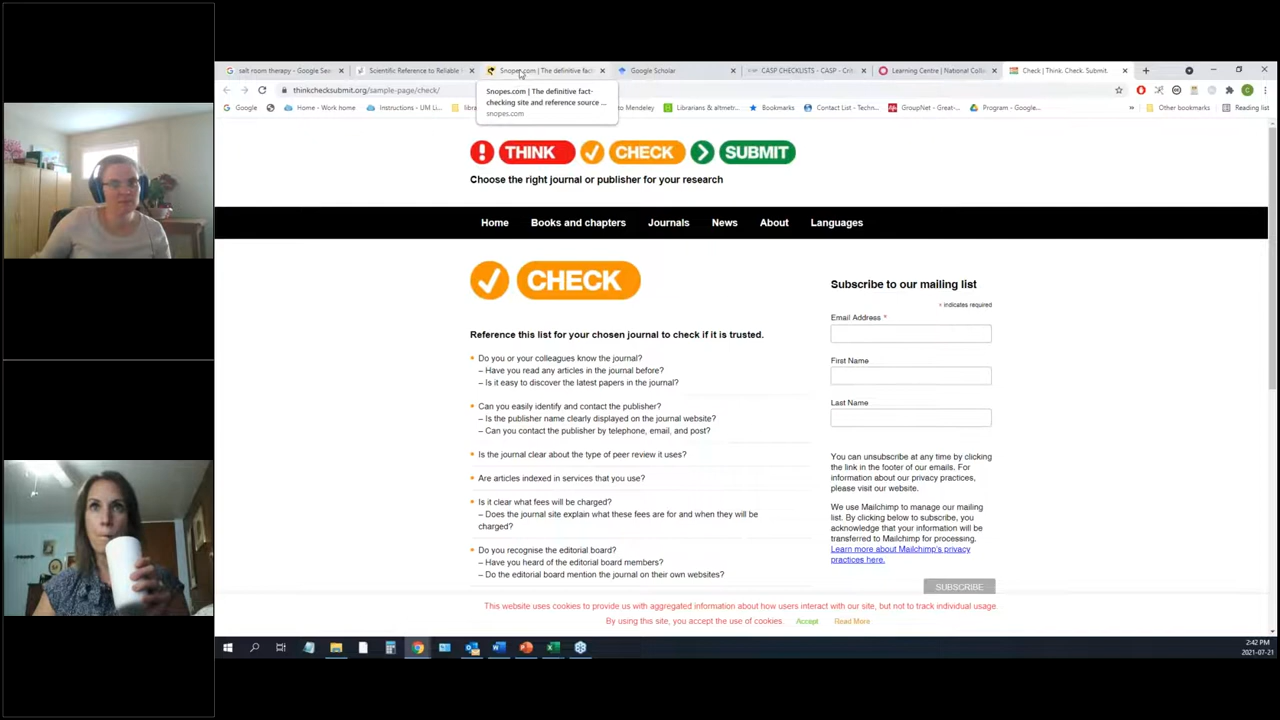 salt room therapy - Google Sea
Scientific Reference to Reliable
Snopes.com | The definitive fact
Google Scholar
CASP CHECKLISTS - CASP - Crit
Learning Centre | National Coll
Check | Think. Check. Submit.
thinkchecksubmit.org/sample-page/check/
Google
Library Home
Instructions - UM Li
Mendeley
Librarians & altmetr...
Bookmarks
Contact Listen - Techn...
GroupNet - Great-...
Program - Google...
Other bookmarks
Reading list
Snopes.com | The definitive fact-
checking site and reference source ...
snopes.com
! THINK CHECK SUBMIT
Choose the right journal or publisher for your research
Home Books and chapters Journals News About Languages
CHECK
Reference this list for your chosen journal to check if it is trusted.
Do you or your colleagues know the journal?
– Have you read any articles in the journal before?
– Is it easy to discover the latest papers in the journal?
Can you easily identify and contact the publisher?
– Is the publisher name clearly displayed on the journal website?
– Can you contact the publisher by telephone, email, and post?
Is the journal clear about the type of peer review it uses?
Are articles indexed in services that you use?
Is it clear what fees will be charged?
– Does the journal site explain what these fees are for and when they will be
charged?
Do you recognise the editorial board?
– Have you heard of the editorial board members?
– Do the editorial board mention the journal on their own websites?
Subscribe to our mailing list
* indicates required
Email Address *
First Name
Last Name
You can unsubscribe at any time by clicking
the link in the footer of our emails. For
information about our privacy practices,
please visit our website.
We use Mailchimp to manage our mailing
list. By clicking below to subscribe, you
acknowledge that your information will be
transferred to Mailchimp for processing.
Learn more about Mailchimp's privacy
practices here.
SUBSCRIBE
This website uses cookies to provide us with aggregated information about how users interact with our site, but not to track individual usage.
By using this site, you accept the use of cookies. Accept Read More
2:42 PM
2021-07-21